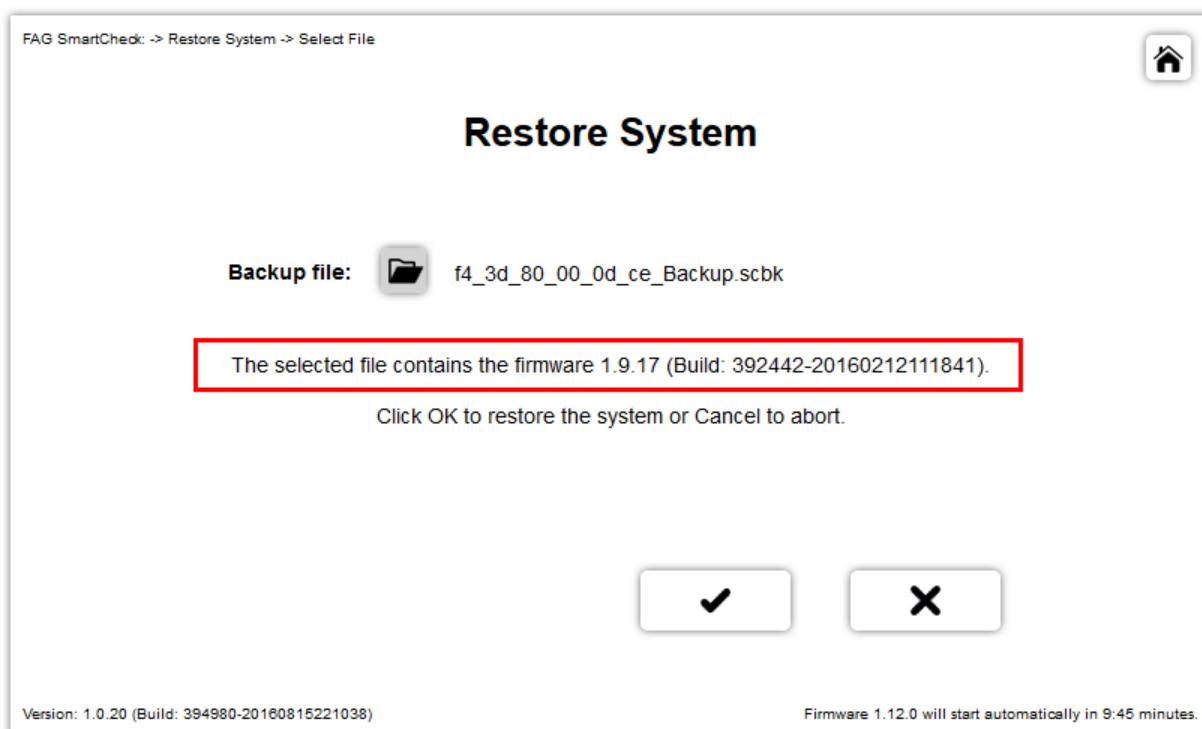 FAG SmartCheck: -> Restore System -> Select File
Restore System
Backup file: f4_3d_80_00_0d_ce_Backup.scbk
The selected file contains the firmware 1.9.17 (Build: 392442-20160212111841).
Click OK to restore the system or Cancel to abort.
Version: 1.0.20 (Build: 394980-20160815221038) Firmware 1.12.0 will start automatically in 9:45 minutes.